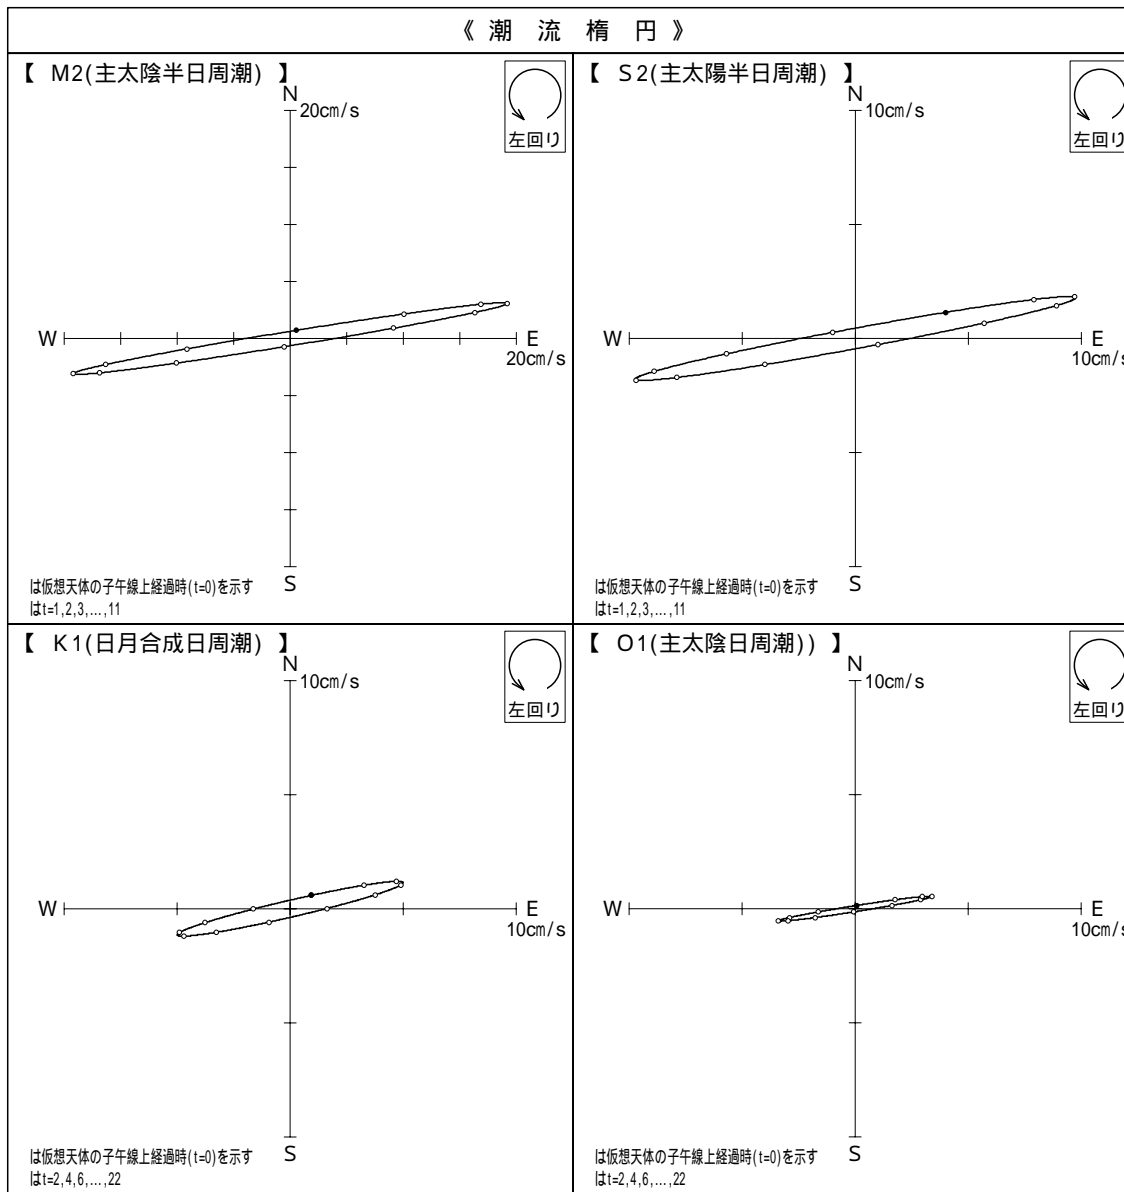 《 潮 流 楕 円 》
【 M2(主太陰半日周潮) 】
N
20cm/s
左回り
W
E
20cm/s
S
は仮想天体の子午線上経過時(t=0)を示す
はt=1,2,3,...,11
【 S2(主太陽半日周潮) 】
N
10cm/s
左回り
W
E
10cm/s
S
は仮想天体の子午線上経過時(t=0)を示す
はt=1,2,3,...,11
【 K1(日月合成日周潮) 】
N
10cm/s
左回り
W
E
10cm/s
S
は仮想天体の子午線上経過時(t=0)を示す
はt=2,4,6,...,22
【 O1(主太陰日周潮)) 】
N
10cm/s
左回り
W
E
10cm/s
S
は仮想天体の子午線上経過時(t=0)を示す
はt=2,4,6,...,22